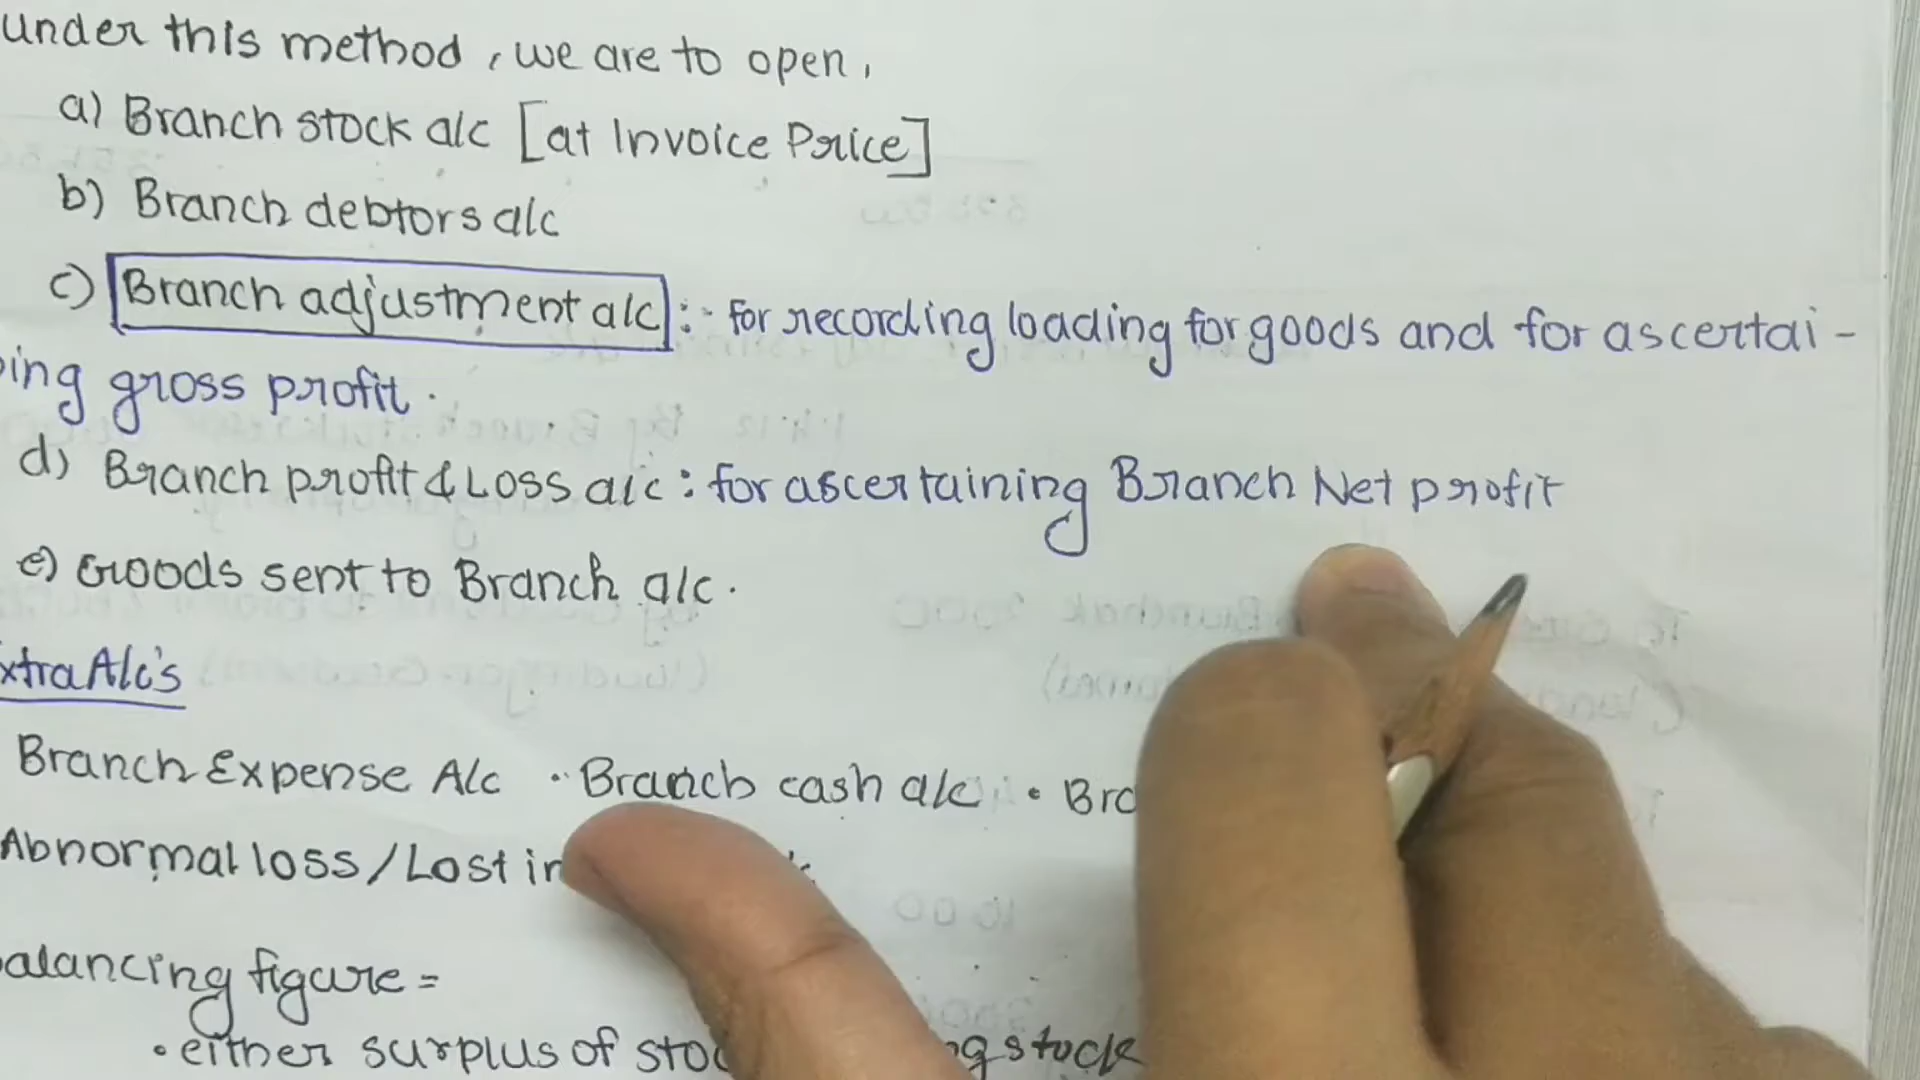 under this method, we are to open,
a) Branch stock a/c [at Invoice Price]
b) Branch debtors a/c
c) Branch adjustment a/c :- for recording loading for goods and for ascertai-
ing gross profit.
d) Branch profit & Loss a/c : for ascertaining Branch Net profit
e) Goods sent to Branch a/c.
xtra A/c's
Branch Expense A/c · Branch cash a/c · Bra
Abnormal loss/Lost in
alancing figure =
• either surplus of sto g stock